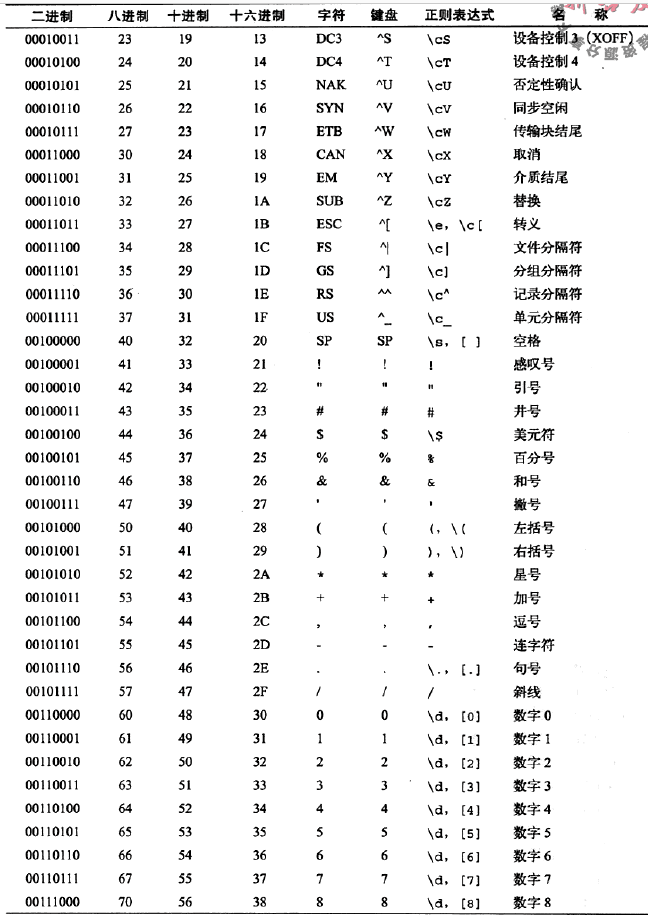 二进制 八进制 十进制 十六进制 字符 键盘 正则表达式 名 称
00010011 23 19 13 DC3 ^S \cS 设备控制3（XOFF）
00010100 24 20 14 DC4 ^T \cT 设备控制4
00010101 25 21 15 NAK ^U \cU 否定性确认
00010110 26 22 16 SYN ^V \cV 同步空闲
00010111 27 23 17 ETB ^W \cW 传输块结尾
00011000 30 24 18 CAN ^X \cX 取消
00011001 31 25 19 EM ^Y \cY 介质结尾
00011010 32 26 1A SUB ^Z \cZ 替换
00011011 33 27 1B ESC ^[ \e, \c[ 转义
00011100 34 28 1C FS ^| \c| 文件分隔符
00011101 35 29 1D GS ^] \c] 分组分隔符
00011110 36 30 1E RS ^^ \c^ 记录分隔符
00011111 37 31 1F US ^_ \c_ 单元分隔符
00100000 40 32 20 SP SP \s, [ ] 空格
00100001 41 33 21 ! ! ! 感叹号
00100010 42 34 22 " " " 引号
00100011 43 35 23 # # # 井号
00100100 44 36 24 $ $ \$ 美元符
00100101 45 37 25 % % % 百分号
00100110 46 38 26 & & & 和号
00100111 47 39 27 ' ' ' 撇号
00101000 50 40 28 ( ( (, \( 左括号
00101001 51 41 29 ) ) ), \) 右括号
00101010 52 42 2A * * * 星号
00101011 53 43 2B + + + 加号
00101100 54 44 2C , , , 逗号
00101101 55 45 2D - - - 连字符
00101110 56 46 2E . . \., [.] 句号
00101111 57 47 2F / / / 斜线
00110000 60 48 30 0 0 \d, [0] 数字0
00110001 61 49 31 1 1 \d, [1] 数字1
00110010 62 50 32 2 2 \d, [2] 数字2
00110011 63 51 33 3 3 \d, [3] 数字3
00110100 64 52 34 4 4 \d, [4] 数字4
00110101 65 53 35 5 5 \d, [5] 数字5
00110110 66 54 36 6 6 \d, [6] 数字6
00110111 67 55 37 7 7 \d, [7] 数字7
00111000 70 56 38 8 8 \d, [8] 数字8